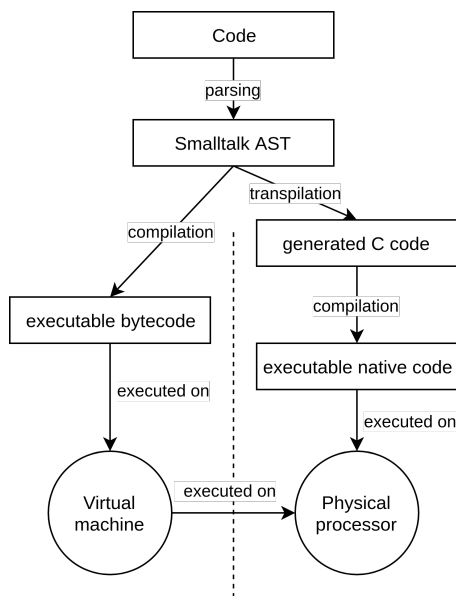 Code
parsing
Smalltalk AST
transpilation
compilation
generated C code
compilation
executable bytecode
executable native code
executed on
executed on
Virtual
machine
executed on
Physical
processor